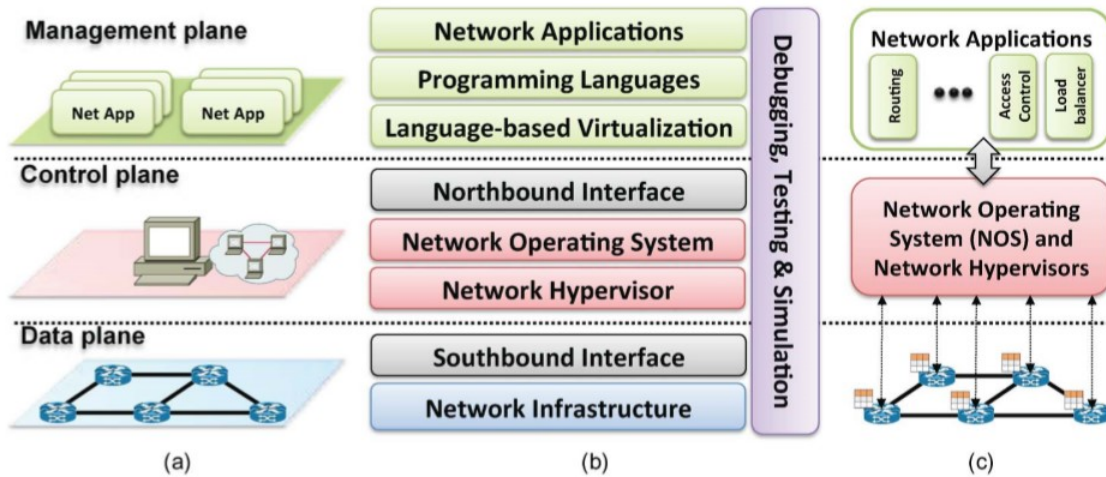 Management plane
Net App
Net App
Control plane
Data plane
(a)
Network Applications
Programming Languages
Language-based Virtualization
Northbound Interface
Network Operating System
Network Hypervisor
Southbound Interface
Network Infrastructure
Debugging, Testing & Simulation
(b)
Network Applications
Routing
Access
Control
Load
balancer
Network Operating
System (NOS) and
Network Hypervisors
(c)